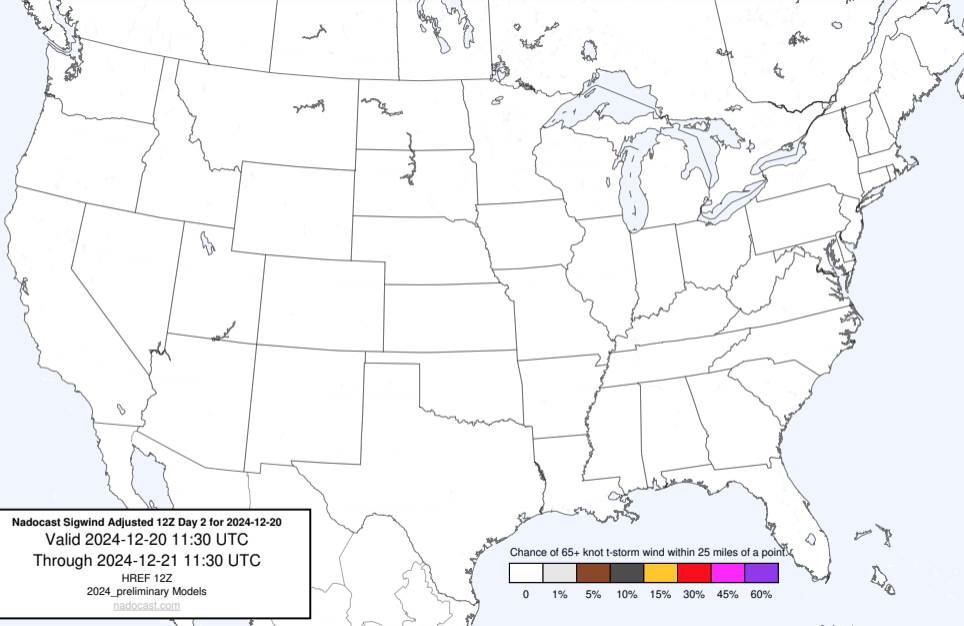 Nadocast Sigwind Adjusted 12Z Day 2 for 2024-12-20
Valid 2024-12-20 11:30 UTC
Through 2024-12-21 11:30 UTC
HREF 12Z
2024_preliminary Models
nadocast.com
Chance of 65+ knot t-storm wind within 25 miles of a point.
0 1% 5% 10% 15% 30% 45% 60%